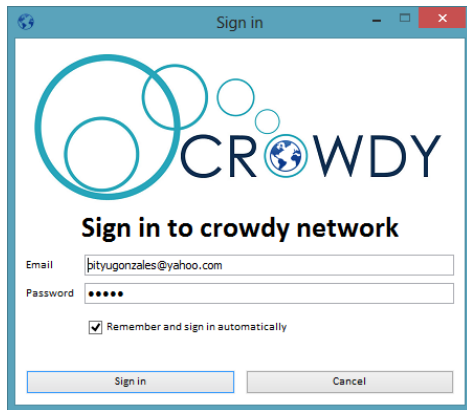 Sign in
CROWDY
Sign in to crowdy network
Email
pityugonzales@yahoo.com
Password
●●●●●
Remember and sign in automatically
Sign in
Cancel